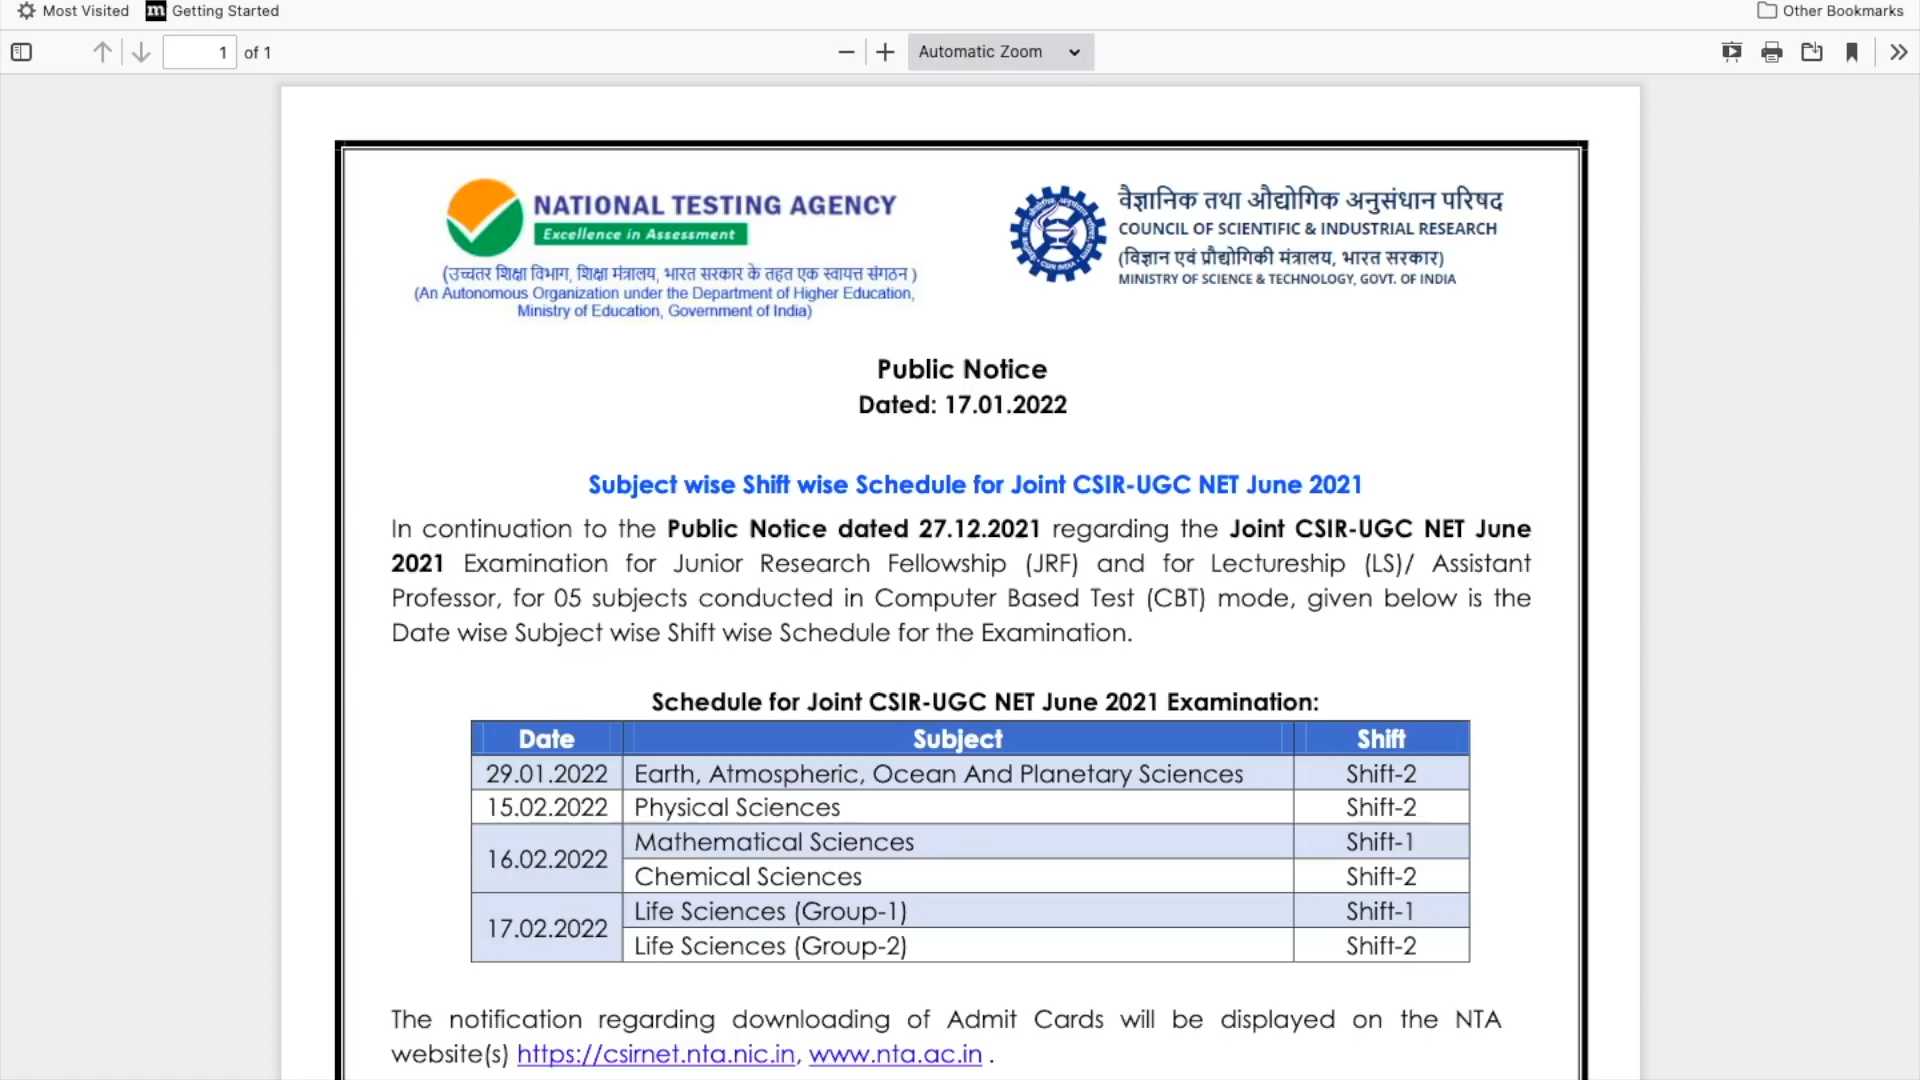 Most Visited
Getting Started
Other Bookmarks
1 of 1
Automatic Zoom
NATIONAL TESTING AGENCY
Excellence in Assessment
(उच्चतर शिक्षा विभाग, शिक्षा मंत्रालय, भारत सरकार के तहत एक स्वायत्त संगठन )
(An Autonomous Organization under the Department of Higher Education,
Ministry of Education, Government of India)
वैज्ञानिक तथा औद्योगिक अनुसंधान परिषद
COUNCIL OF SCIENTIFIC & INDUSTRIAL RESEARCH
(विज्ञान एवं प्रौद्योगिकी मंत्रालय, भारत सरकार)
MINISTRY OF SCIENCE & TECHNOLOGY, GOVT. OF INDIA
Public Notice
Dated: 17.01.2022
Subject wise Shift wise Schedule for Joint CSIR-UGC NET June 2021
In continuation to the Public Notice dated 27.12.2021 regarding the Joint CSIR-UGC NET June
2021 Examination for Junior Research Fellowship (JRF) and for Lectureship (LS)/ Assistant
Professor, for 05 subjects conducted in Computer Based Test (CBT) mode, given below is the
Date wise Subject wise Shift wise Schedule for the Examination.
Schedule for Joint CSIR-UGC NET June 2021 Examination:
Date Subject Shift
29.01.2022 Earth, Atmospheric, Ocean And Planetary Sciences Shift-2
15.02.2022 Physical Sciences Shift-2
16.02.2022 Mathematical Sciences Shift-1
Chemical Sciences Shift-2
17.02.2022 Life Sciences (Group-1) Shift-1
Life Sciences (Group-2) Shift-2
The notification regarding downloading of Admit Cards will be displayed on the NTA
website(s) https://csirnet.nta.nic.in, www.nta.ac.in .